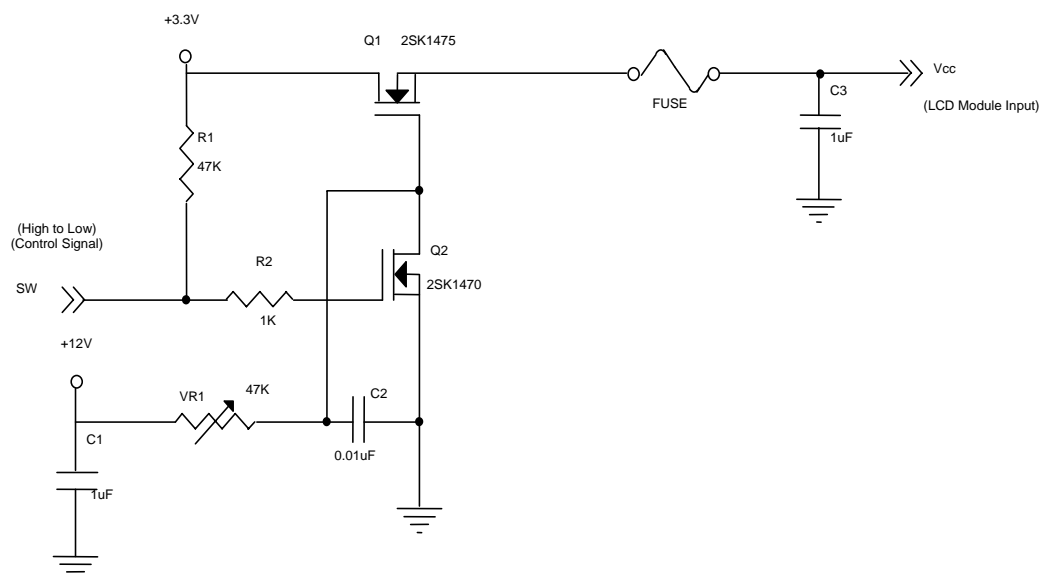 +3.3V
Q1 2SK1475
Vcc
FUSE
C3
(LCD Module Input)
1uF
R1
47K
(High to Low)
(Control Signal)
Q2
R2
2SK1470
SW
1K
+12V
VR1
47K
C2
C1
0.01uF
1uF